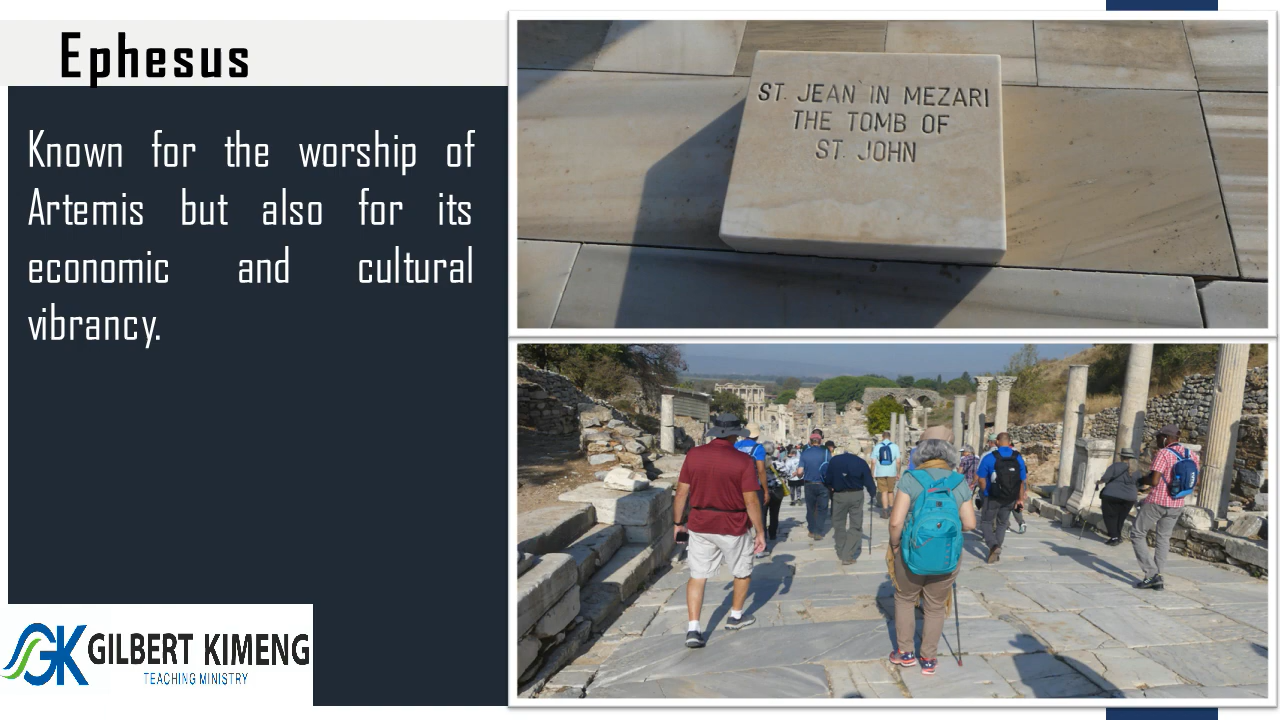 Ephesus
Known for the worship of
Artemis but also for its
economic and cultural
vibrancy.
ST. JEAN'IN MEZARI
THE TOMB OF
ST. JOHN
GK GILBERT KIMENG
TEACHING MINISTRY